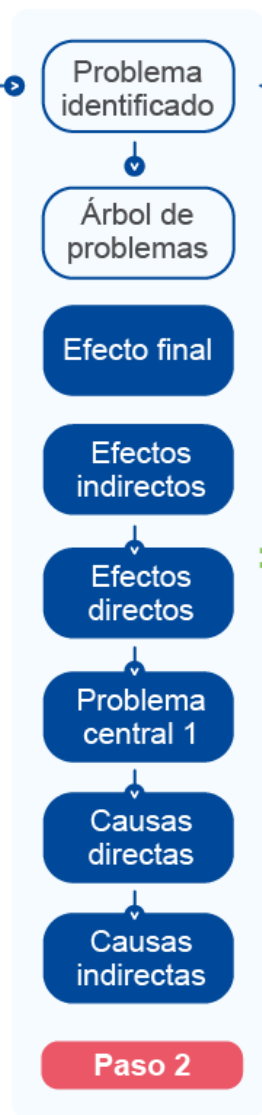 Problema
identificado
Árbol de
problemas
Efecto final
Efectos
indirectos
Efectos
directos
Problema
central 1
Causas
directas
Causas
indirectas
Paso 2